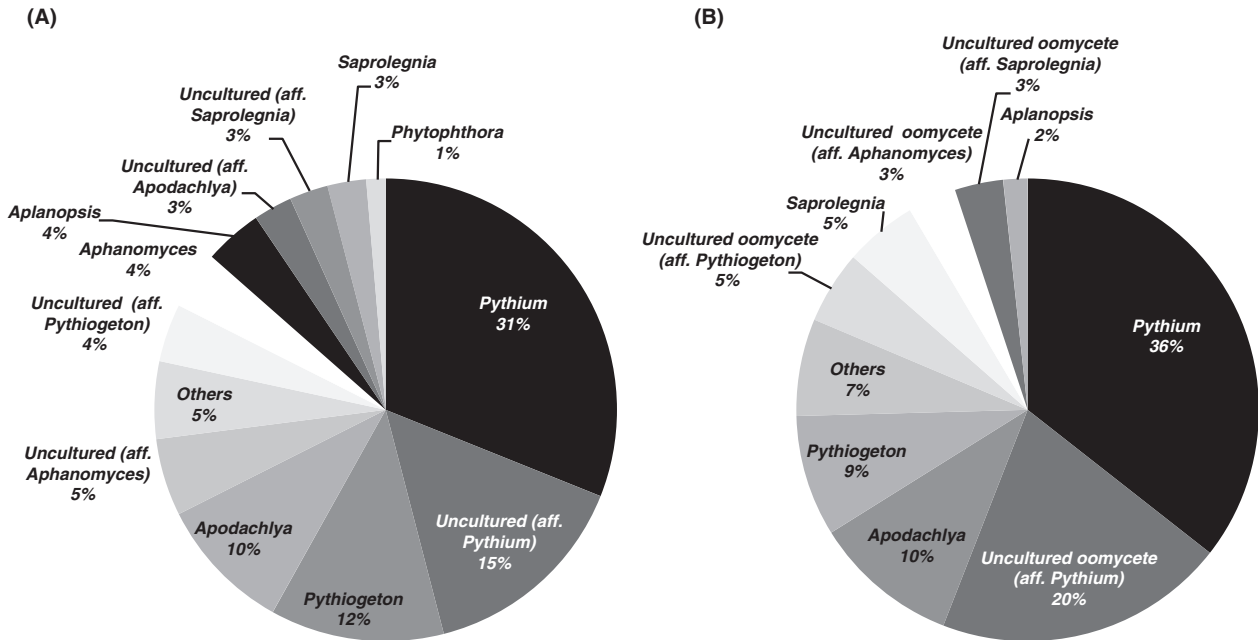 (A)
Saprolegnia
3%
Uncultured (aff.
Saprolegnia)
3%
Phytophthora
1%
Uncultured (aff.
Apodachlya)
3%
Aplanopsis
4%
Aphanomyces
4%
Uncultured (aff.
Pythiogeton)
4%
Others
5%
Uncultured (aff.
Aphanomyces)
5%
Apodachlya
10%
Pythiogeton
12%
Uncultured (aff.
Pythium)
15%
Pythium
31%
(B)
Uncultured oomycete
(aff. Saprolegnia)
3%
Aplanopsis
2%
Uncultured oomycete
(aff. Aphanomyces)
3%
Saprolegnia
5%
Uncultured oomycete
(aff. Pythiogeton)
5%
Others
7%
Pythiogeton
9%
Apodachlya
10%
Uncultured oomycete
(aff. Pythium)
20%
Pythium
36%